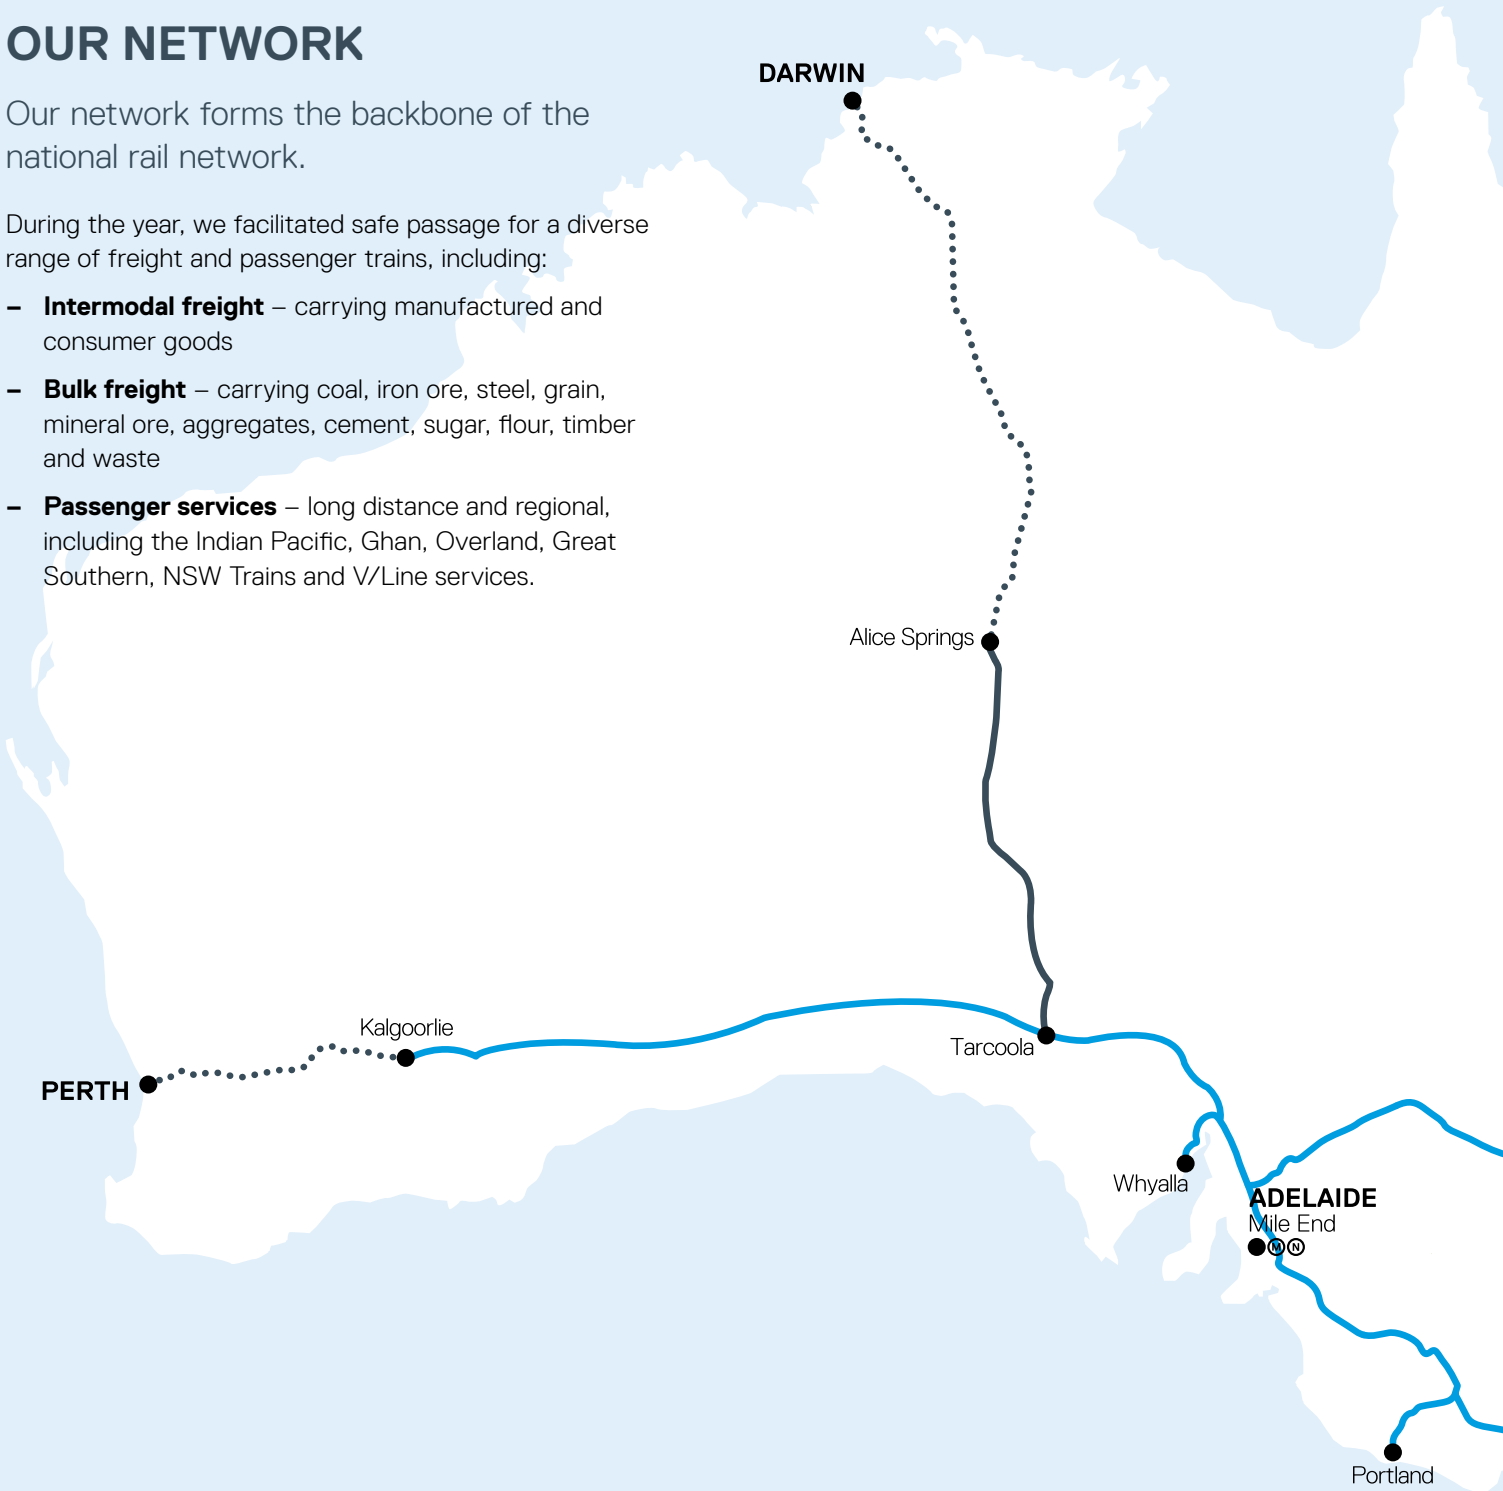 OUR NETWORK
Our network forms the backbone of the
national rail network.
During the year, we facilitated safe passage for a diverse
range of freight and passenger trains, including:
– Intermodal freight – carrying manufactured and
consumer goods
– Bulk freight – carrying coal, iron ore, steel, grain,
mineral ore, aggregates, cement, sugar, flour, timber
and waste
– Passenger services – long distance and regional,
including the Indian Pacific, Ghan, Overland, Great
Southern, NSW Trains and V/Line services.
DARWIN
Alice Springs
Kalgoorlie
Tarcoola
PERTH
Whyalla
ADELAIDE
Mile End
M N
Portland